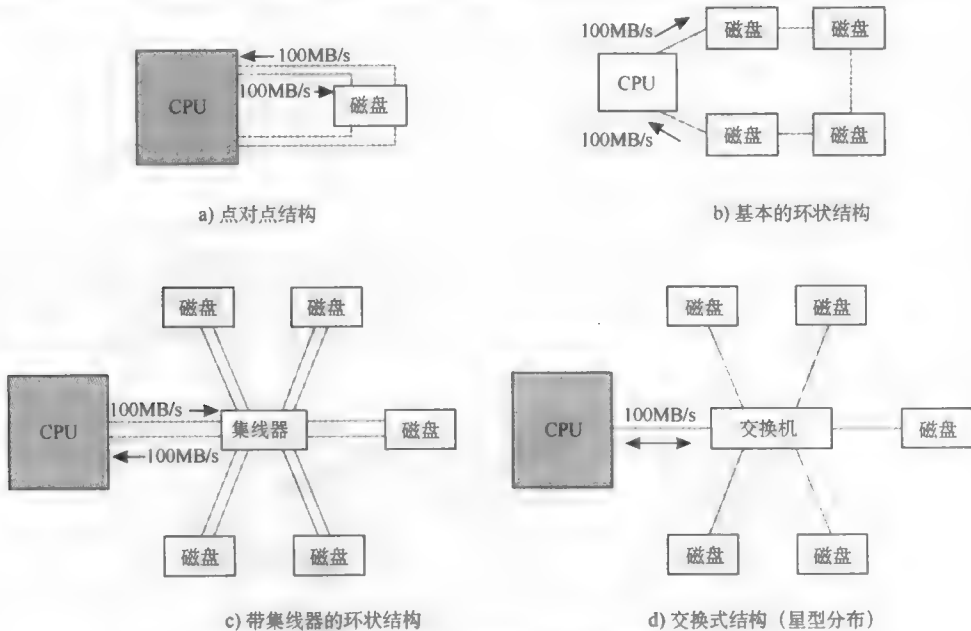 100MB/s
100MB/s
CPU
磁盘
a) 点对点结构
100MB/s
磁盘
磁盘
CPU
100MB/s
磁盘
磁盘
b) 基本的环状结构
磁盘
磁盘
100MB/s
CPU
集线器
磁盘
100MB/s
磁盘
磁盘
c) 带集线器的环状结构
磁盘
磁盘
100MB/s
CPU
交换机
磁盘
磁盘
磁盘
d) 交换式结构（星型分布）